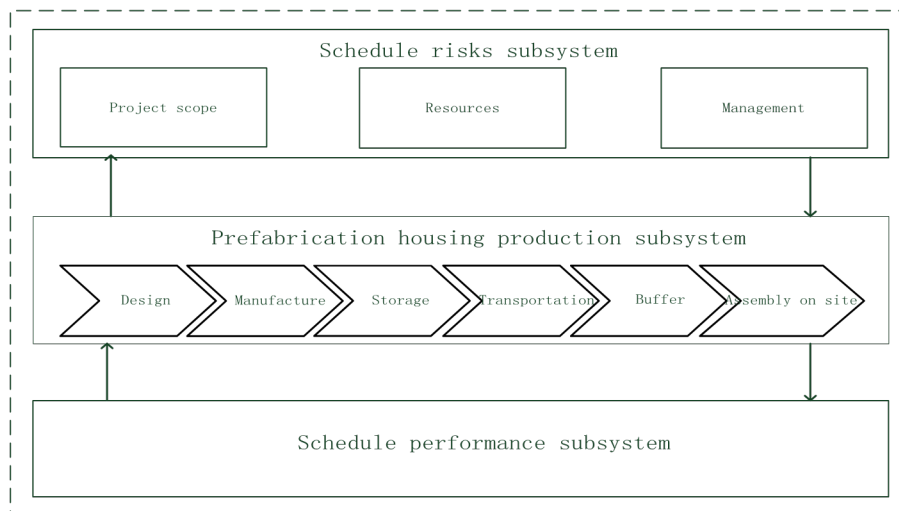 Schedule risks subsystem
Project scope
Resources
Management
Prefabrication housing production subsystem
Design
Manufacture
Storage
Transportation
Buffer
Assembly on site
Schedule performance subsystem